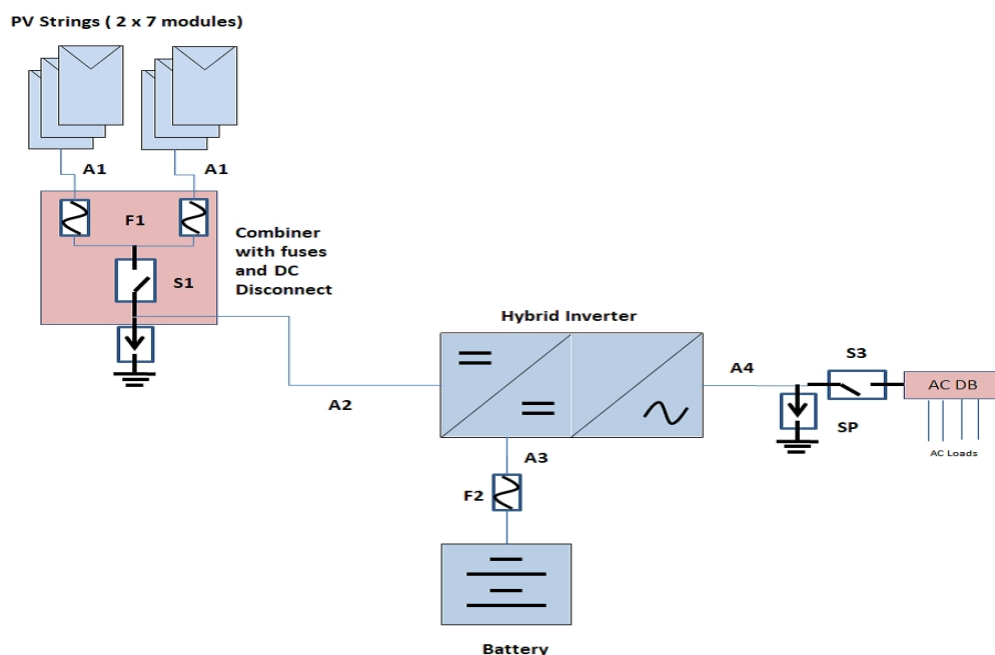 PV Strings ( 2 x 7 modules)
A1
A1
F1
S1
Combiner
with fuses
and DC
Disconnect
A2
Hybrid Inverter
A3
F2
Battery
A4
S3
SP
AC DB
AC Loads